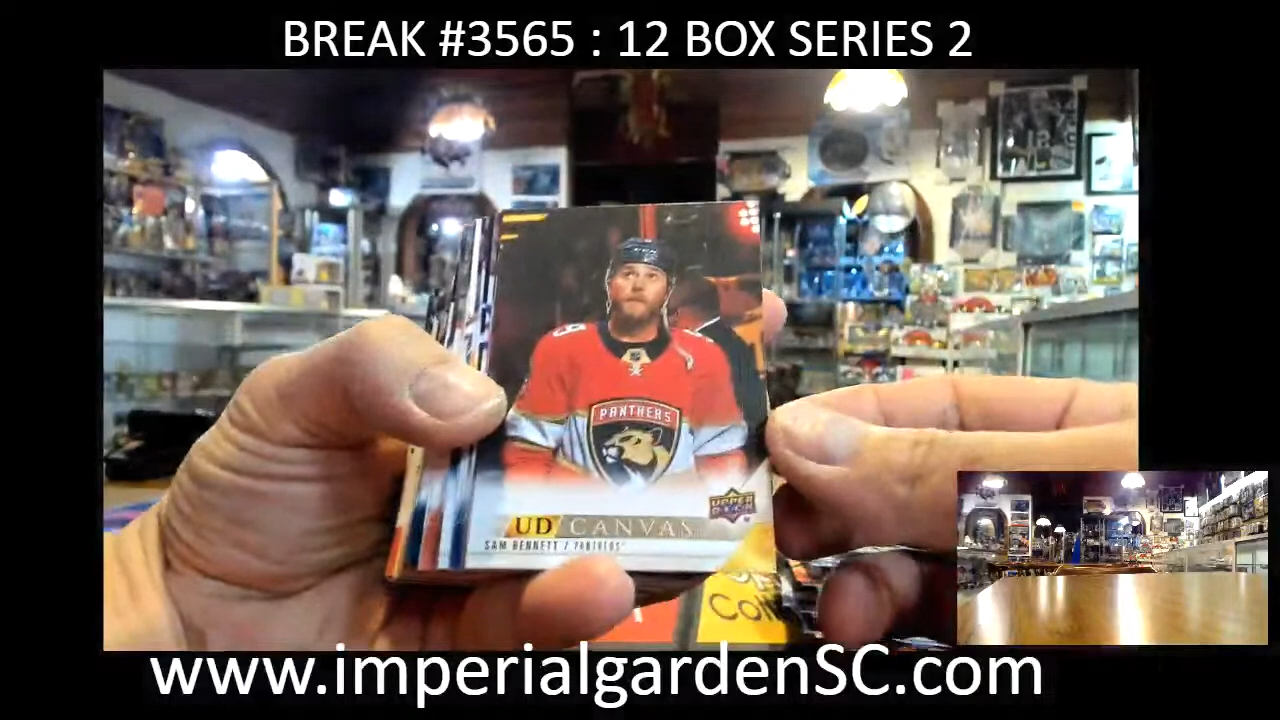 BREAK #3565 : 12 BOX SERIES 2
PANTHERS
UPPER DECK
UD CANVAS
SAM BENNETT / PANTHERS
www.imperialgardenSC.com